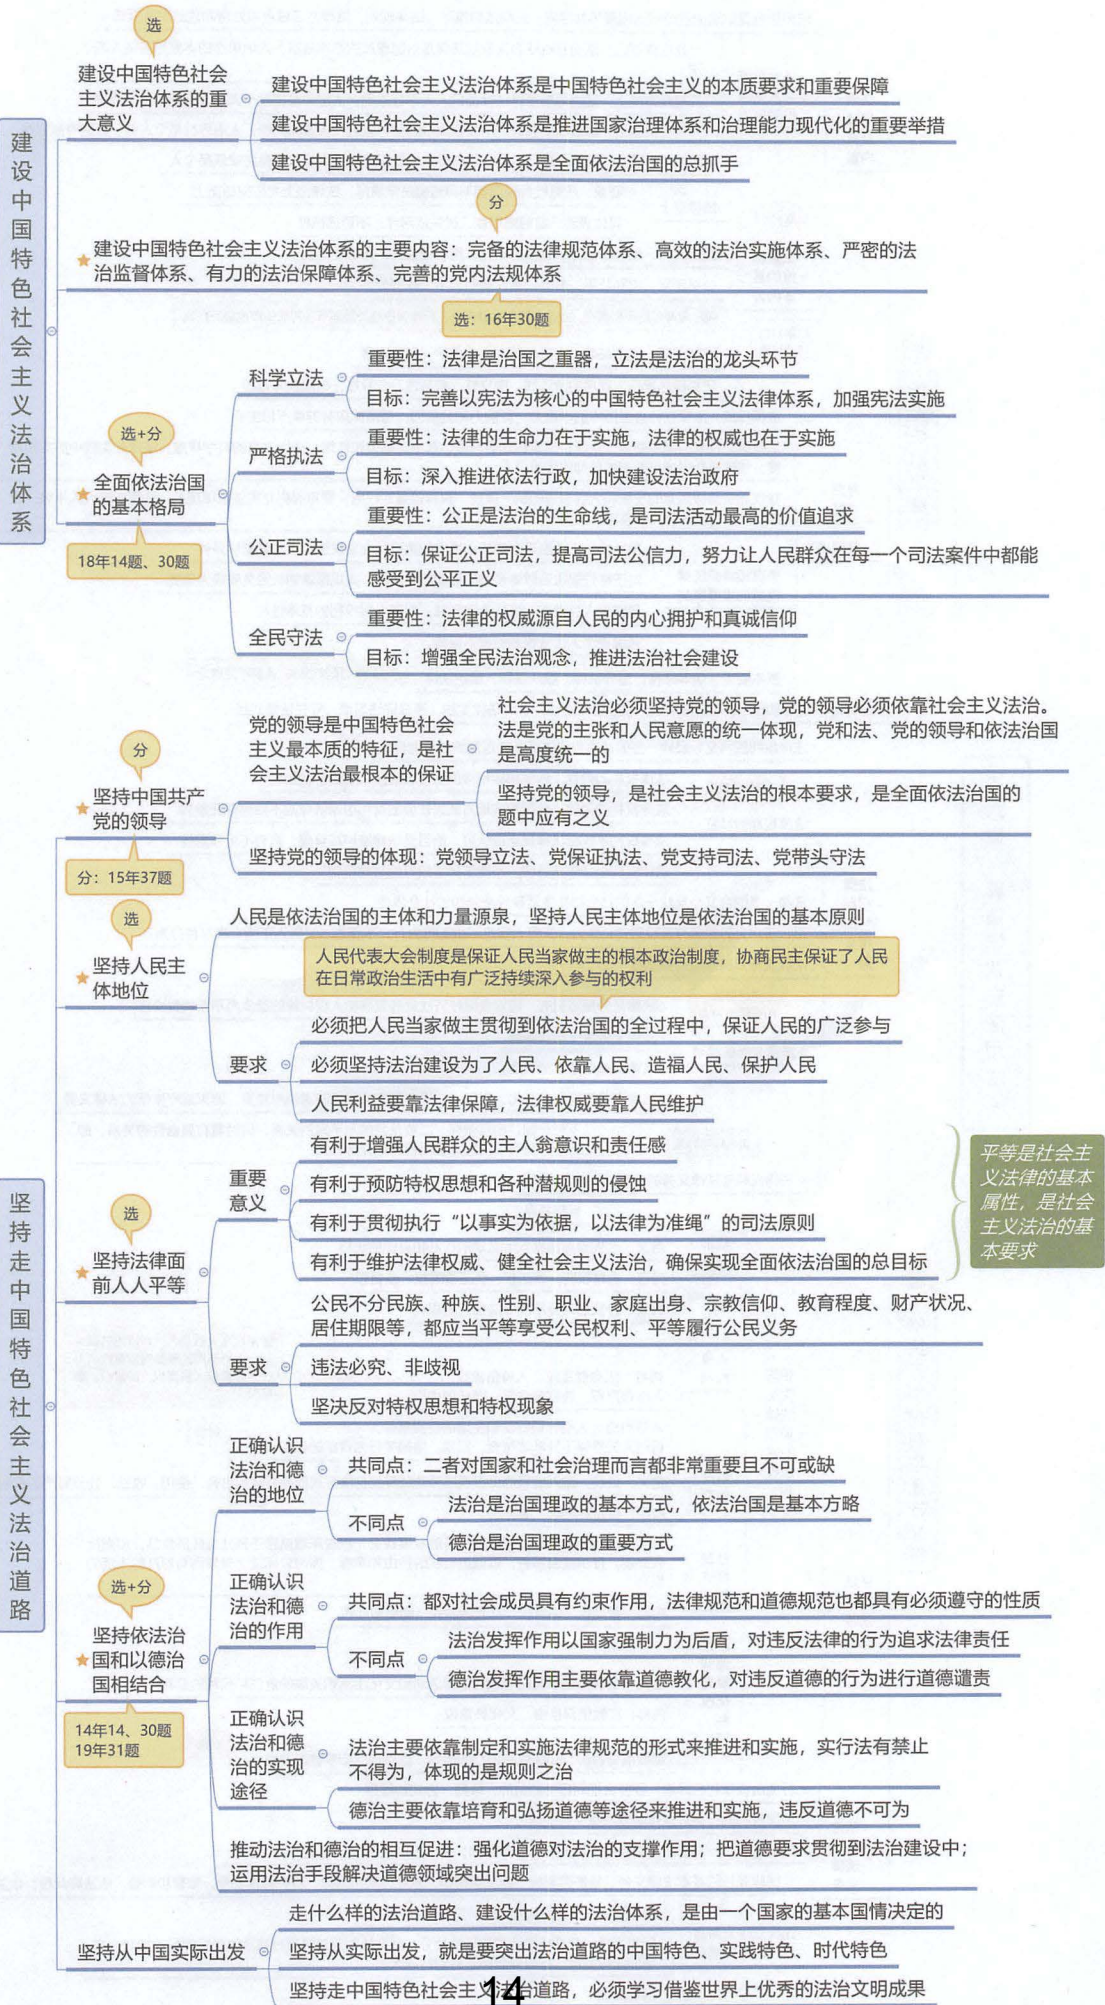 选
建设中国特色社会
主义法治体系的重
大意义
建设中国特色社会主义法治体系是中国特色社会主义的本质要求和重要保障
建设中国特色社会主义法治体系是推进国家治理体系和治理能力现代化的重要举措
建设中国特色社会主义法治体系是全面依法治国的总抓手
建设中国特色社会主义法治体系
分
建设中国特色社会主义法治体系的主要内容：完备的法律规范体系、高效的法治实施体系、严密的法
治监督体系、有力的法治保障体系、完善的党内法规体系
选：16年30题
选+分
全面依法治国
的基本格局
18年14题、30题
科学立法
重要性：法律是治国之重器，立法是法治的龙头环节
目标：完善以宪法为核心的中国特色社会主义法律体系，加强宪法实施
严格执法
重要性：法律的生命力在于实施，法律的权威也在于实施
目标：深入推进依法行政，加快建设法治政府
公正司法
重要性：公正是法治的生命线，是司法活动最高的价值追求
目标：保证公正司法，提高司法公信力，努力让人民群众在每一个司法案件中都能
感受到公平正义
全民守法
重要性：法律的权威源自人民的内心拥护和真诚信仰
目标：增强全民法治观念，推进法治社会建设
坚持走中国特色社会主义法治道路
分
坚持中国共产
党的领导
分：15年37题
党的领导是中国特色社会
主义最本质的特征，是社
会主义法治最根本的保证
社会主义法治必须坚持党的领导，党的领导必须依靠社会主义法治。
法是党的主张和人民意愿的统一体现，党和法、党的领导和依法治国
是高度统一的
坚持党的领导，是社会主义法治的根本要求，是全面依法治国的
题中应有之义
坚持党的领导的体现：党领导立法、党保证执法、党支持司法、党带头守法
选
坚持人民主
体地位
人民是依法治国的主体和力量源泉，坚持人民主体地位是依法治国的基本原则
人民代表大会制度是保证人民当家做主的根本政治制度，协商民主保证了人民
在日常政治生活中有广泛持续深入参与的权利
要求
必须把人民当家做主贯彻到依法治国的全过程中，保证人民的广泛参与
必须坚持法治建设为了人民、依靠人民、造福人民、保护人民
人民利益要靠法律保障，法律权威要靠人民维护
选
坚持法律面
前人人平等
重要
意义
有利于增强人民群众的主人翁意识和责任感
有利于预防特权思想和各种潜规则的侵蚀
有利于贯彻执行“以事实为依据，以法律为准绳”的司法原则
有利于维护法律权威、健全社会主义法治，确保实现全面依法治国的总目标
平等是社会主
义法律的基本
属性，是社会
主义法治的基
本要求
要求
公民不分民族、种族、性别、职业、家庭出身、宗教信仰、教育程度、财产状况、
居住期限等，都应当平等享受公民权利、平等履行公民义务
违法必究、非歧视
坚决反对特权思想和特权现象
选+分
坚持依法治
国和以德治
国相结合
14年14、30题
19年31题
正确认识
法治和德
治的地位
共同点：二者对国家和社会治理而言都非常重要且不可或缺
不同点
法治是治国理政的基本方式，依法治国是基本方略
德治是治国理政的重要方式
正确认识
法治和德
治的作用
共同点：都对社会成员具有约束作用，法律规范和道德规范也都具有必须遵守的性质
不同点
法治发挥作用以国家强制力为后盾，对违反法律的行为追求法律责任
德治发挥作用主要依靠道德教化，对违反道德的行为进行道德谴责
正确认识
法治和德
治的实现
途径
法治主要依靠制定和实施法律规范的形式来推进和实施，实行法有禁止
不得为，体现的是规则之治
德治主要依靠培育和弘扬道德等途径来推进和实施，违反道德不可为
推动法治和德治的相互促进：强化道德对法治的支撑作用；把道德要求贯彻到法治建设中；
运用法治手段解决道德领域突出问题
坚持从中国实际出发
走什么样的法治道路、建设什么样的法治体系，是由一个国家的基本国情决定的
坚持从实际出发，就是要突出法治道路的中国特色、实践特色、时代特色
坚持走中国特色社会主义法治道路，必须学习借鉴世界上优秀的法治文明成果
14